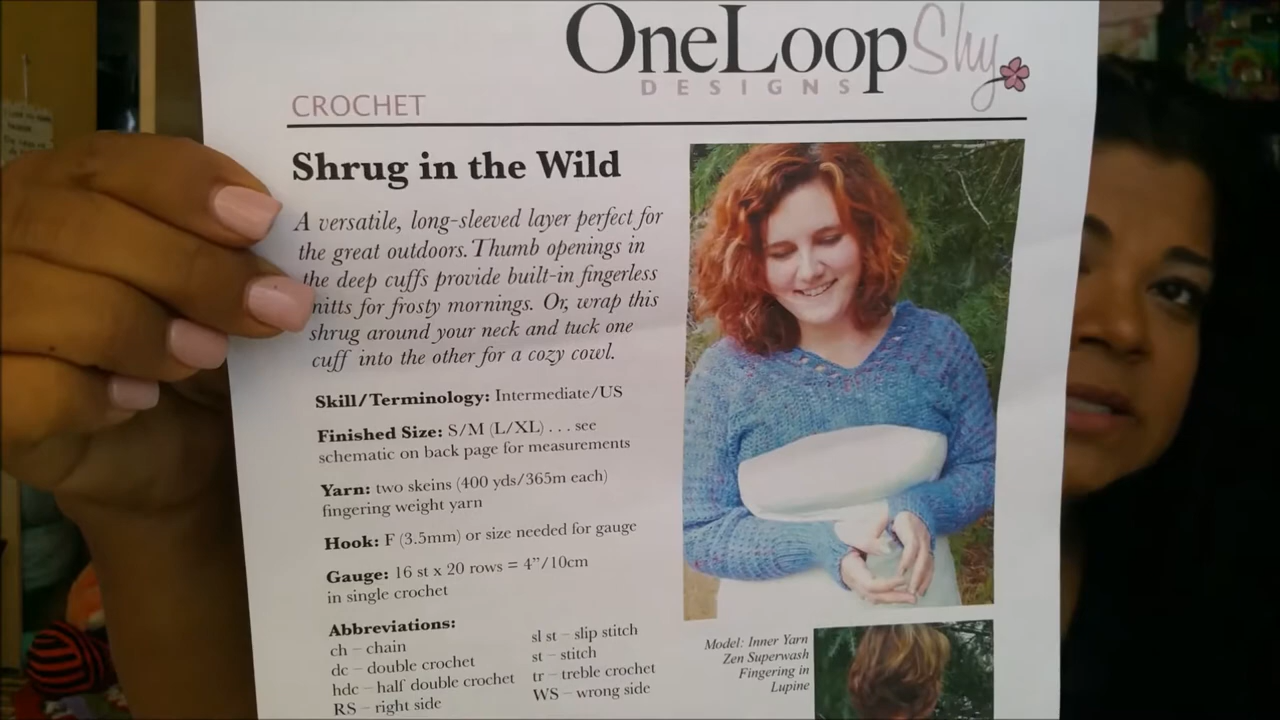 OneLoopShy
DESIGNS
CROCHET
Shrug in the Wild
A versatile, long-sleeved layer perfect for
the great outdoors. Thumb openings in
the deep cuffs provide built-in fingerless
mitts for frosty mornings. Or, wrap this
shrug around your neck and tuck one
cuff into the other for a cozy cowl.
Skill/Terminology: Intermediate/US
Finished Size: S/M (L/XL) . . . see
schematic on back page for measurements
Yarn: two skeins (400 yds/365m each)
fingering weight yarn
Hook: F (3.5mm) or size needed for gauge
Gauge: 16 st x 20 rows = 4”/10cm
in single crochet
Abbreviations:
ch – chain
dc – double crochet
hdc – half double crochet
RS – right side
sl st – slip stitch
st – stitch
tr – treble crochet
WS – wrong side
Model: Inner Yarn
Zen Superwash
Fingering in
Lupine